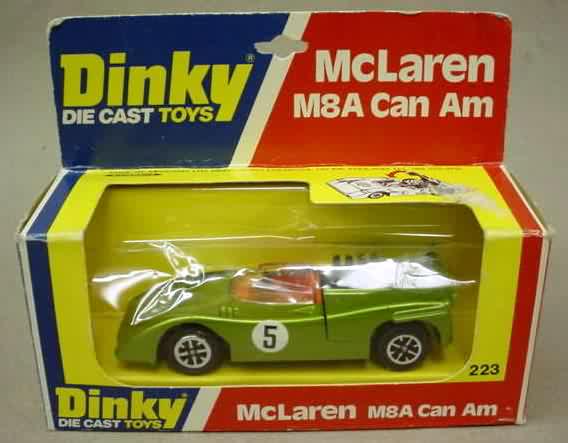 Dinky®
DIE CAST TOYS
McLaren
M8A Can Am
5
223
Dinky
DIE CAST TOYS
McLaren M8A Can Am